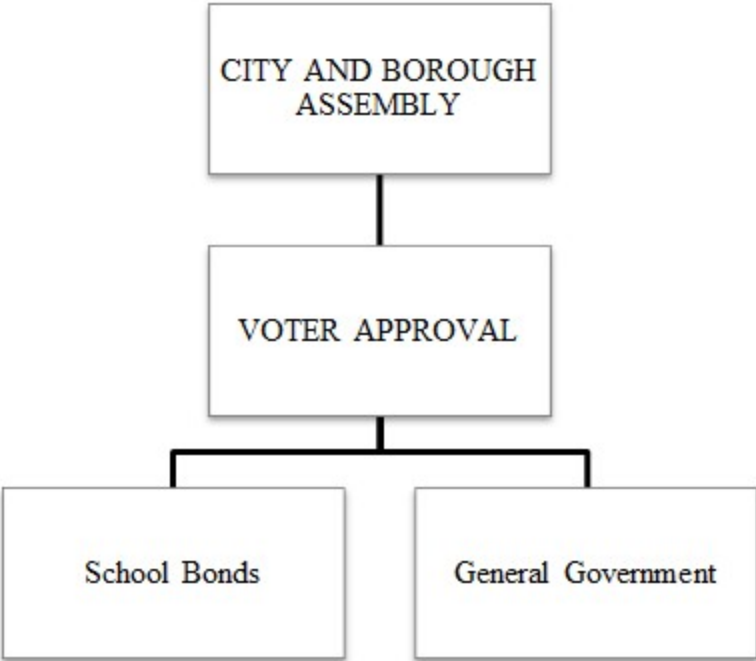 CITY AND BOROUGH
ASSEMBLY
VOTER APPROVAL
School Bonds
General Government